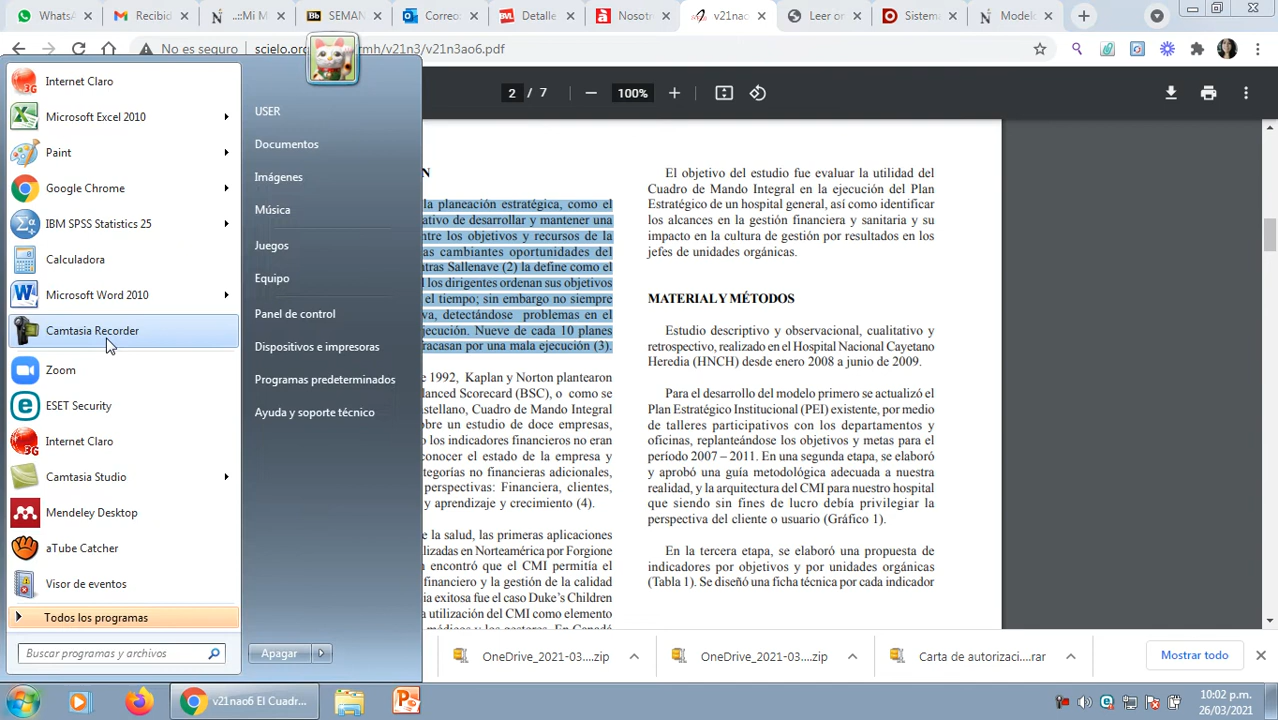 WhatsA
Recibid
.::Mi M
SEMAN
Correo
Detalle
Nosotr
v21nac
Leer or
Sistema
Modelo
No es seguro
scielo.org
rmh/v21n3/v21n3ao6.pdf
2 / 7
100%
Internet Claro
Microsoft Excel 2010
Paint
Google Chrome
IBM SPSS Statistics 25
Calculadora
Microsoft Word 2010
Camtasia Recorder
Zoom
ESET Security
Internet Claro
Camtasia Studio
Mendeley Desktop
aTube Catcher
Visor de eventos
Todos los programas
Buscar programas y archivos
USER
Documentos
Imágenes
Música
Juegos
Equipo
Panel de control
Dispositivos e impresoras
Programas predeterminados
Ayuda y soporte técnico
Apagar
N
la planeación estratégica, como el
ativo de desarrollar y mantener una
ntre los objetivos y recursos de la
as cambiantes oportunidades del
ntras Sallenave (2) la define como el
l los dirigentes ordenan sus objetivos
el tiempo; sin embargo no siempre
va, detectándose problemas en el
jecución. Nueve de cada 10 planes
racasan por una mala ejecución (3).
e 1992, Kaplan y Norton plantearon
lanced Scorecard (BSC), o como se
stellano, Cuadro de Mando Integral
obre un estudio de doce empresas,
o los indicadores financieros no eran
conocer el estado de la empresa y
ategorías no financieras adicionales,
perspectivas: Financiera, clientes,
y aprendizaje y crecimiento (4).
e la salud, las primeras aplicaciones
lizadas en Norteamérica por Forgione
n encontró que el CMI permitía el
financiero y la gestión de la calidad
ia exitosa fue el caso Duke's Children
a utilización del CMI como elemento
médicos y los gestores. En Canadá
El objetivo del estudio fue evaluar la utilidad del
Cuadro de Mando Integral en la ejecución del Plan
Estratégico de un hospital general, así como identificar
los alcances en la gestión financiera y sanitaria y su
impacto en la cultura de gestión por resultados en los
jefes de unidades orgánicas.
MATERIAL Y MÉTODOS
Estudio descriptivo y observacional, cualitativo y
retrospectivo, realizado en el Hospital Nacional Cayetano
Heredia (HNCH) desde enero 2008 a junio de 2009.
Para el desarrollo del modelo primero se actualizó el
Plan Estratégico Institucional (PEI) existente, por medio
de talleres participativos con los departamentos y
oficinas, replanteándose los objetivos y metas para el
período 2007 – 2011. En una segunda etapa, se elaboró
y aprobó una guía metodológica adecuada a nuestra
realidad, y la arquitectura del CMI para nuestro hospital
que siendo sin fines de lucro debía privilegiar la
perspectiva del cliente o usuario (Gráfico 1).
En la tercera etapa, se elaboró una propuesta de
indicadores por objetivos y por unidades orgánicas
(Tabla 1). Se diseñó una ficha técnica por cada indicador
OneDrive_2021-03....zip
OneDrive_2021-03....zip
Carta de autorizaci....rar
Mostrar todo
v21nao6 El Cuadr...
10:02 p.m.
26/03/2021